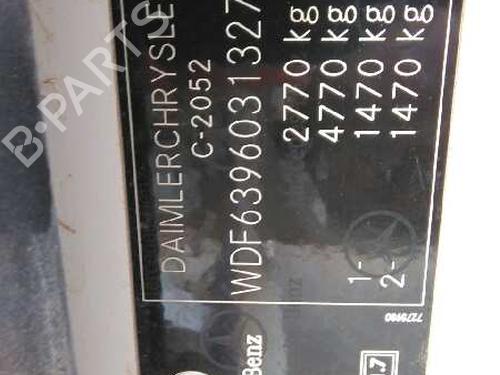 DAIMLERCHRYSLE
C-2052
WDF6396031327
2770 kg
4770 kg
1- 1470 kg
2- 1470 kg
Benz
B-PARTS